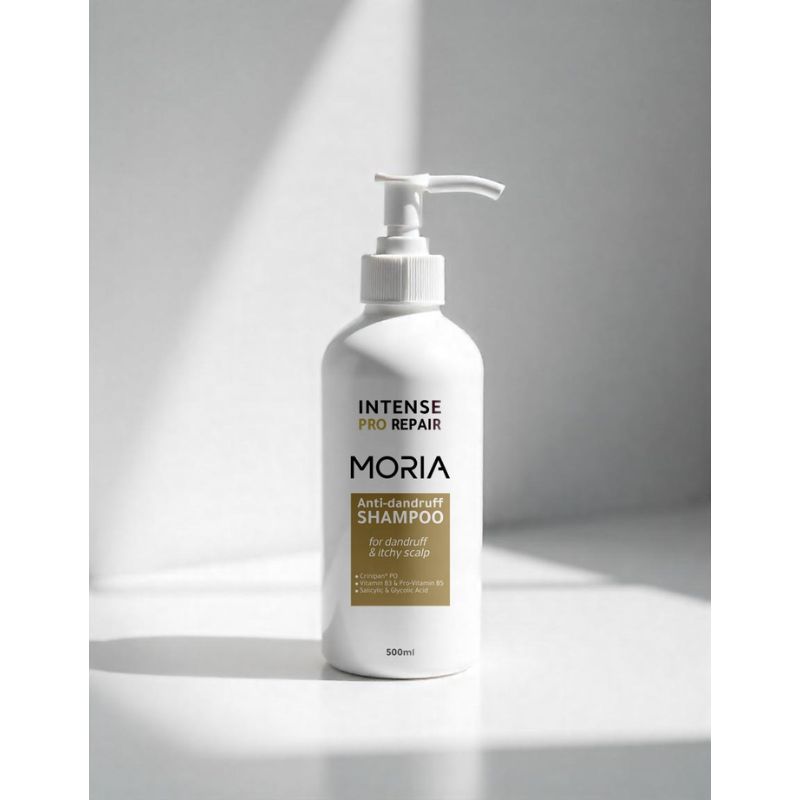 INTENSE
PRO REPAIR
MORIA
Anti-dandruff
SHAMPOO
for dandruff
& itchy scalp
• Crinipan® PO
• Vitamin B3 & Pro-Vitamin B5
• Salicylic & Glycolic Acid
500ml